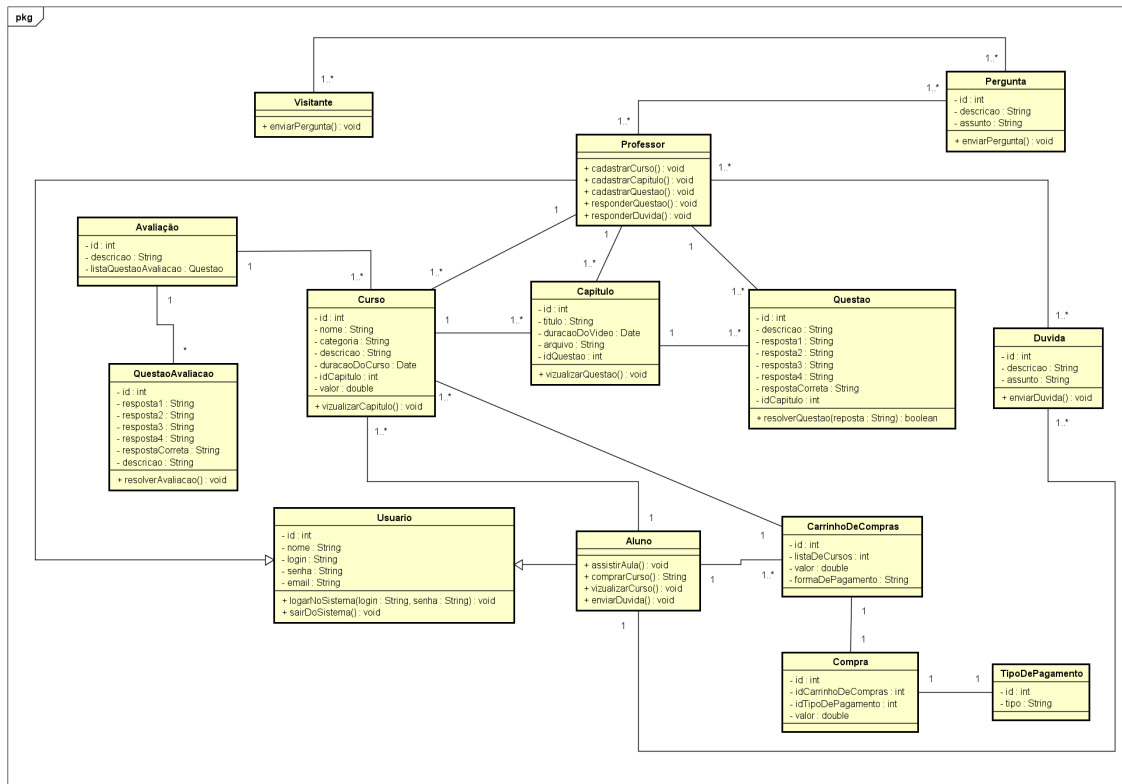 pkg
1..*
1..*
Visitante
+ enviarPergunta() : void
Pergunta
- id : int
- descricao : String
- assunto : String
+ enviarPergunta() : void
1..*
1..*
Professor
+ cadastrarCurso() : void
+ cadastrarCapitulo() : void
+ cadastrarQuestao() : void
+ responderQuestao() : void
+ responderDuvida() : void
1..*
1
1
1
Avaliação
- id : int
- descricao : String
- listaQuestaoAvaliacao : Questao
1
1..*
1..*
1..*
1..*
1
*
Curso
- id : int
- nome : String
- categoria : String
- descricao : String
- duracaoDoCurso : Date
- idCapitulo : int
- valor : double
+ vizualizarCapitulo() : void
1
1..*
Capitulo
- id : int
- titulo : String
- duracaoDoVideo : Date
- arquivo : String
- idQuestao : int
+ vizualizarQuestao() : void
1
1..*
Questao
- id : int
- descricao : String
- resposta1 : String
- resposta2 : String
- resposta3 : String
- resposta4 : String
- respostaCorreta : String
- idCapitulo : int
+ resolverQuestao(reposta : String) : boolean
1..*
Duvida
- id : int
- descricao : String
- assunto : String
+ enviarDuvida() : void
1..*
QuestaoAvaliacao
- id : int
- resposta1 : String
- resposta2 : String
- resposta3 : String
- resposta4 : String
- respostaCorreta : String
- descricao : String
+ resolverAvaliacao() : void
1..*
1..*
1
1
Usuario
- id : int
- nome : String
- login : String
- senha : String
- email : String
+ logarNoSistema(login : String, senha : String) : void
+ sairDoSistema() : void
Aluno
+ assistirAula() : void
+ comprarCurso() : String
+ vizualizarCurso() : void
+ enviarDuvida() : void
1
1..*
1
CarrinhoDeCompras
- id : int
- listaDeCursos : int
- valor : double
- formaDePagamento : String
1
1
Compra
- id : int
- idCarrinhoDeCompras : int
- idTipoDePagamento : int
- valor : double
1
1
TipoDePagamento
- id : int
- tipo : String